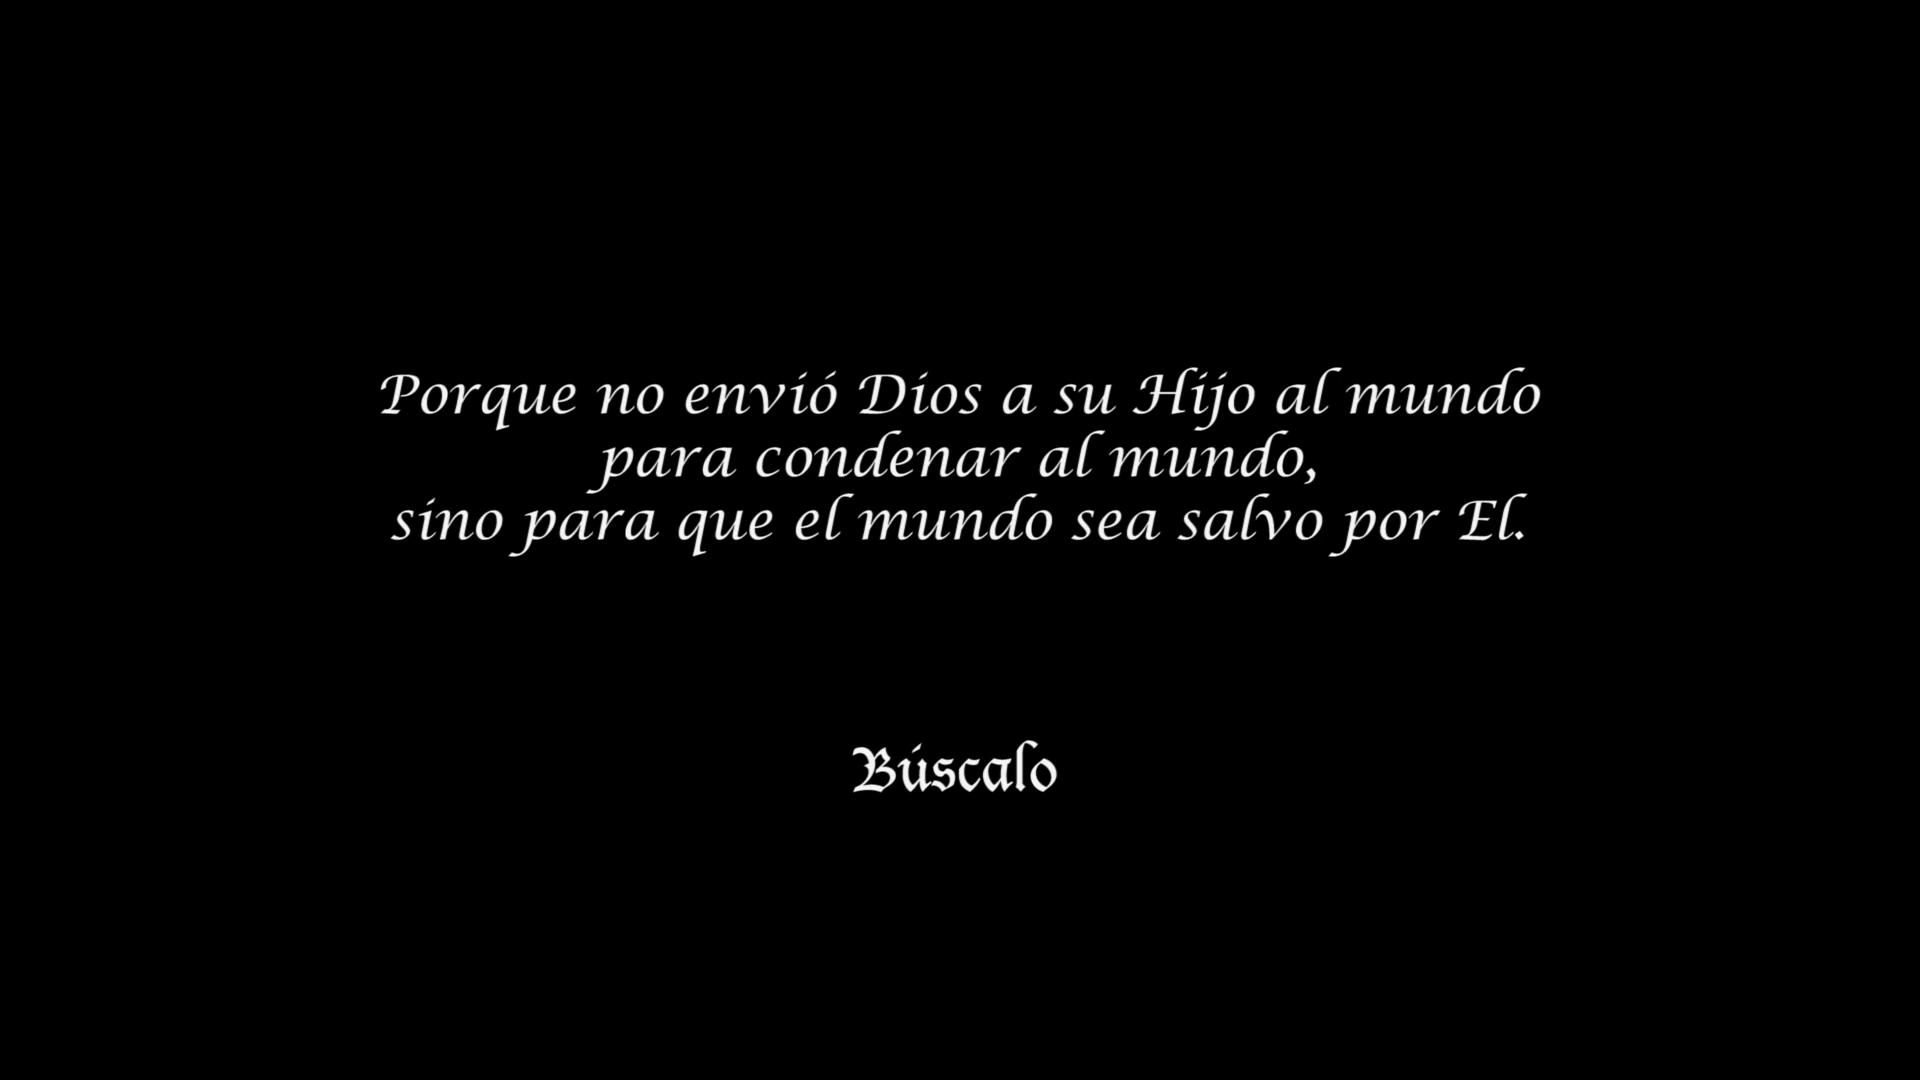 Porque no envió Dios a su Hijo al mundo
para condenar al mundo,
sino para que el mundo sea salvo por El.
Búscalo